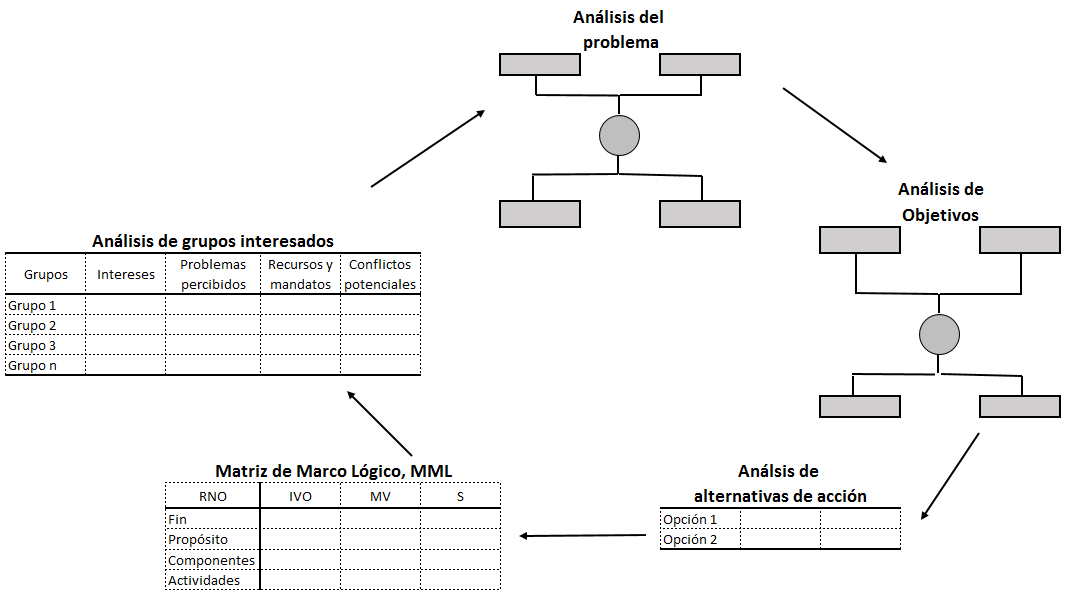 Análisis del
problema
Análisis de
Objetivos
Análisis de grupos interesados
Grupos Intereses Problemas percibidos Recursos y mandatos Conflictos potenciales
Grupo 1
Grupo 2
Grupo 3
Grupo n
Matriz de Marco Lógico, MML
RNO IVO MV S
Fin
Propósito
Componentes
Actividades
Análsis de
alternativas de acción
Opción 1
Opción 2